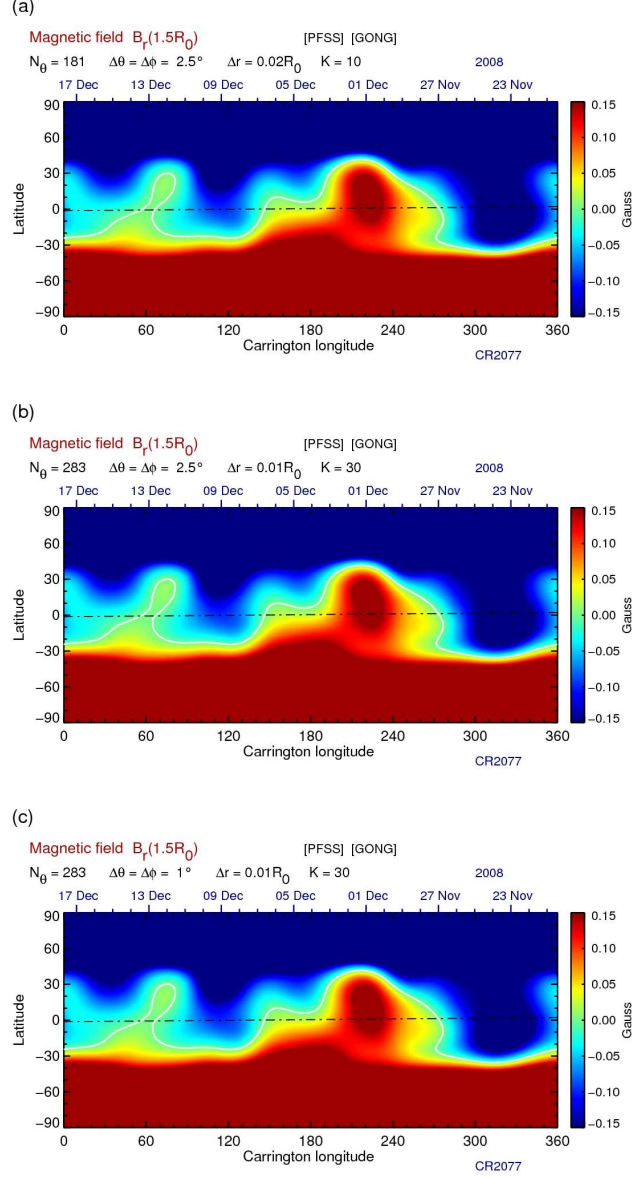 (a)
Magnetic field B_r(1.5R_0) [PFSS] [GONG]
N_θ = 181 Δθ = Δϕ = 2.5° Δr = 0.02R_0 K = 10 2008
17 Dec 13 Dec 09 Dec 05 Dec 01 Dec 27 Nov 23 Nov
90
60
30
0
−30
−60
−90
Latitude
0 60 120 180 240 300 360
Carrington longitude
CR2077
0.15
0.10
0.05
0.00
−0.05
−0.10
−0.15
Gauss
(b)
Magnetic field B_r(1.5R_0) [PFSS] [GONG]
N_θ = 283 Δθ = Δϕ = 2.5° Δr = 0.01R_0 K = 30 2008
17 Dec 13 Dec 09 Dec 05 Dec 01 Dec 27 Nov 23 Nov
90
60
30
0
−30
−60
−90
Latitude
0 60 120 180 240 300 360
Carrington longitude
CR2077
0.15
0.10
0.05
0.00
−0.05
−0.10
−0.15
Gauss
(c)
Magnetic field B_r(1.5R_0) [PFSS] [GONG]
N_θ = 283 Δθ = Δϕ = 1° Δr = 0.01R_0 K = 30 2008
17 Dec 13 Dec 09 Dec 05 Dec 01 Dec 27 Nov 23 Nov
90
60
30
0
−30
−60
−90
Latitude
0 60 120 180 240 300 360
Carrington longitude
CR2077
0.15
0.10
0.05
0.00
−0.05
−0.10
−0.15
Gauss